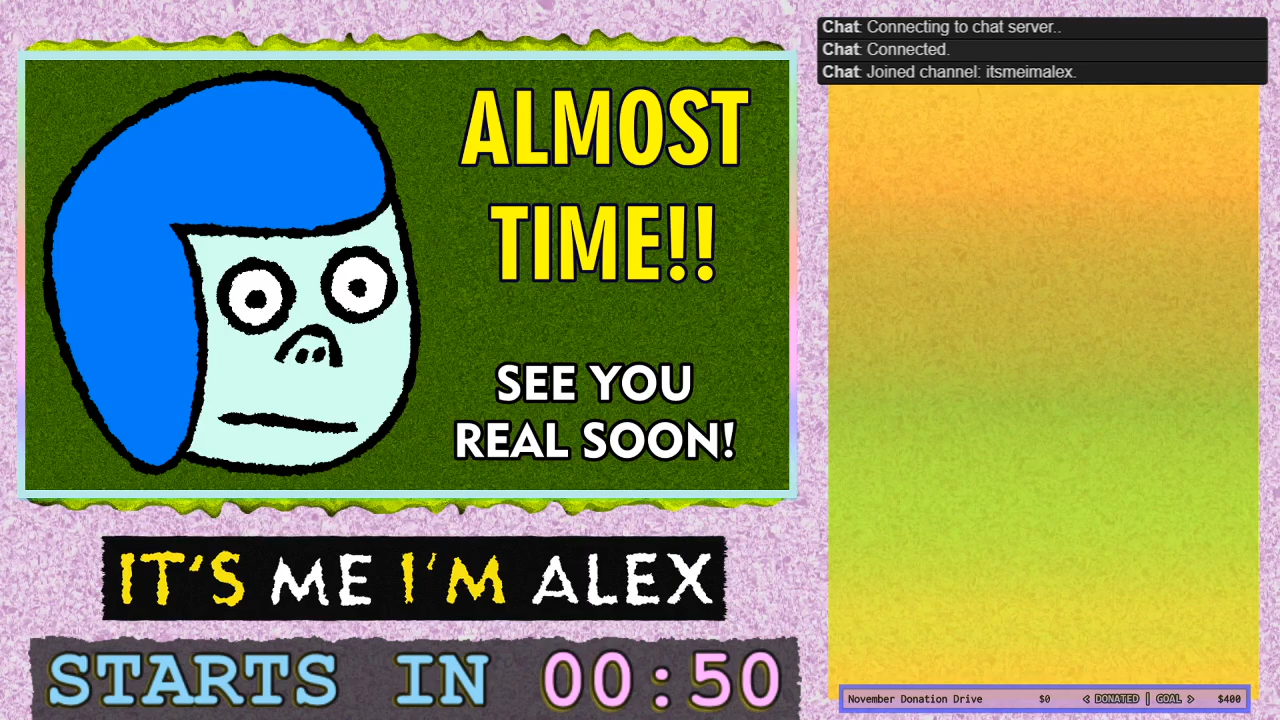 ALMOST
TIME!!
SEE YOU
REAL SOON!
IT'S ME I'M ALEX
STARTS IN 00:50
Chat: Connecting to chat server..
Chat: Connected.
Chat: Joined channel: itsmeimalex.
November Donation Drive $0 < DONATED | GOAL > $400